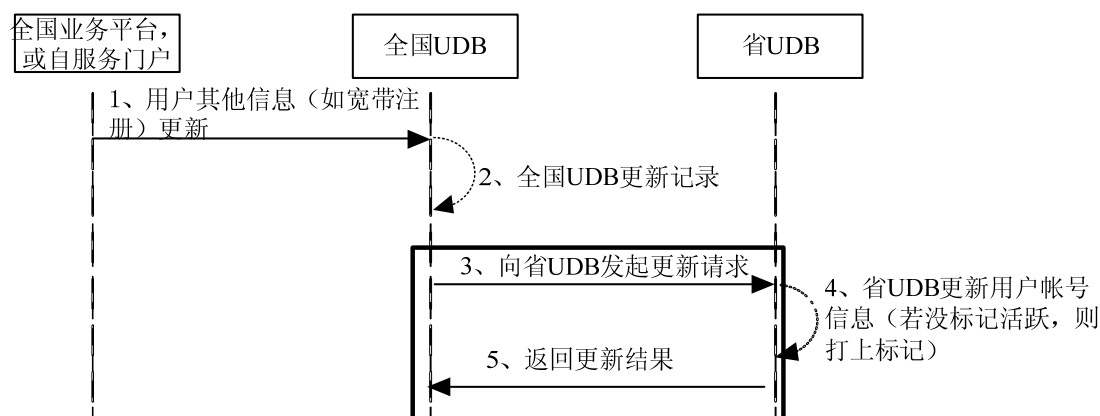 全国业务平台，
或自服务门户
全国UDB
省UDB
1、用户其他信息（如宽带注
册）更新
2、全国UDB更新记录
3、向省UDB发起更新请求
4、省UDB更新用户帐号
信息（若没标记活跃，则
打上标记）
5、返回更新结果